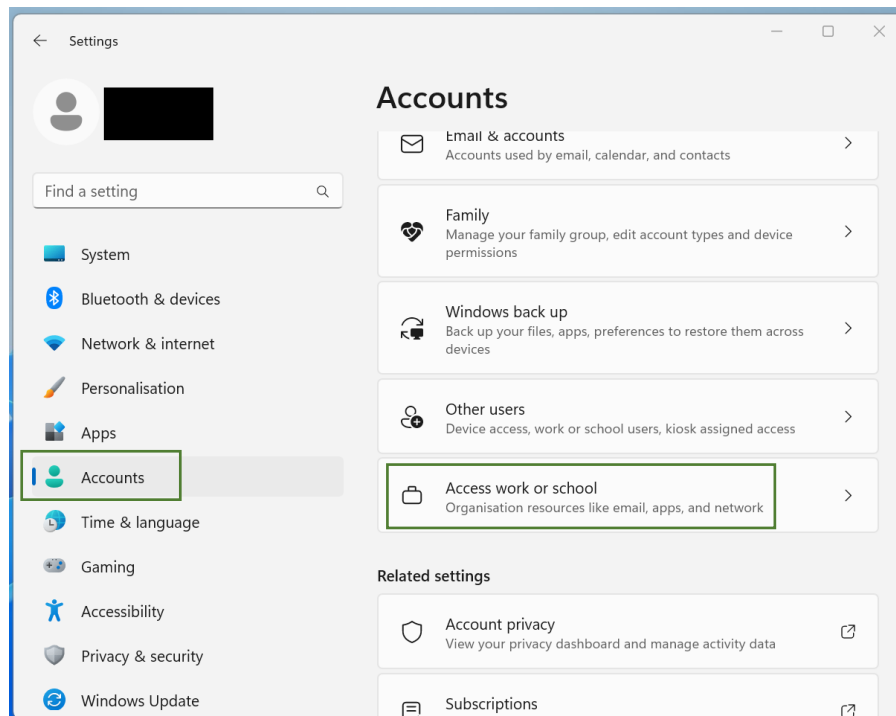 Settings
Find a setting
System
Bluetooth & devices
Network & internet
Personalisation
Apps
Accounts
Time & language
Gaming
Accessibility
Privacy & security
Windows Update
Accounts
Email & accounts
Accounts used by email, calendar, and contacts
Family
Manage your family group, edit account types and device
permissions
Windows back up
Back up your files, apps, preferences to restore them across
devices
Other users
Device access, work or school users, kiosk assigned access
Access work or school
Organisation resources like email, apps, and network
Related settings
Account privacy
View your privacy dashboard and manage activity data
Subscriptions